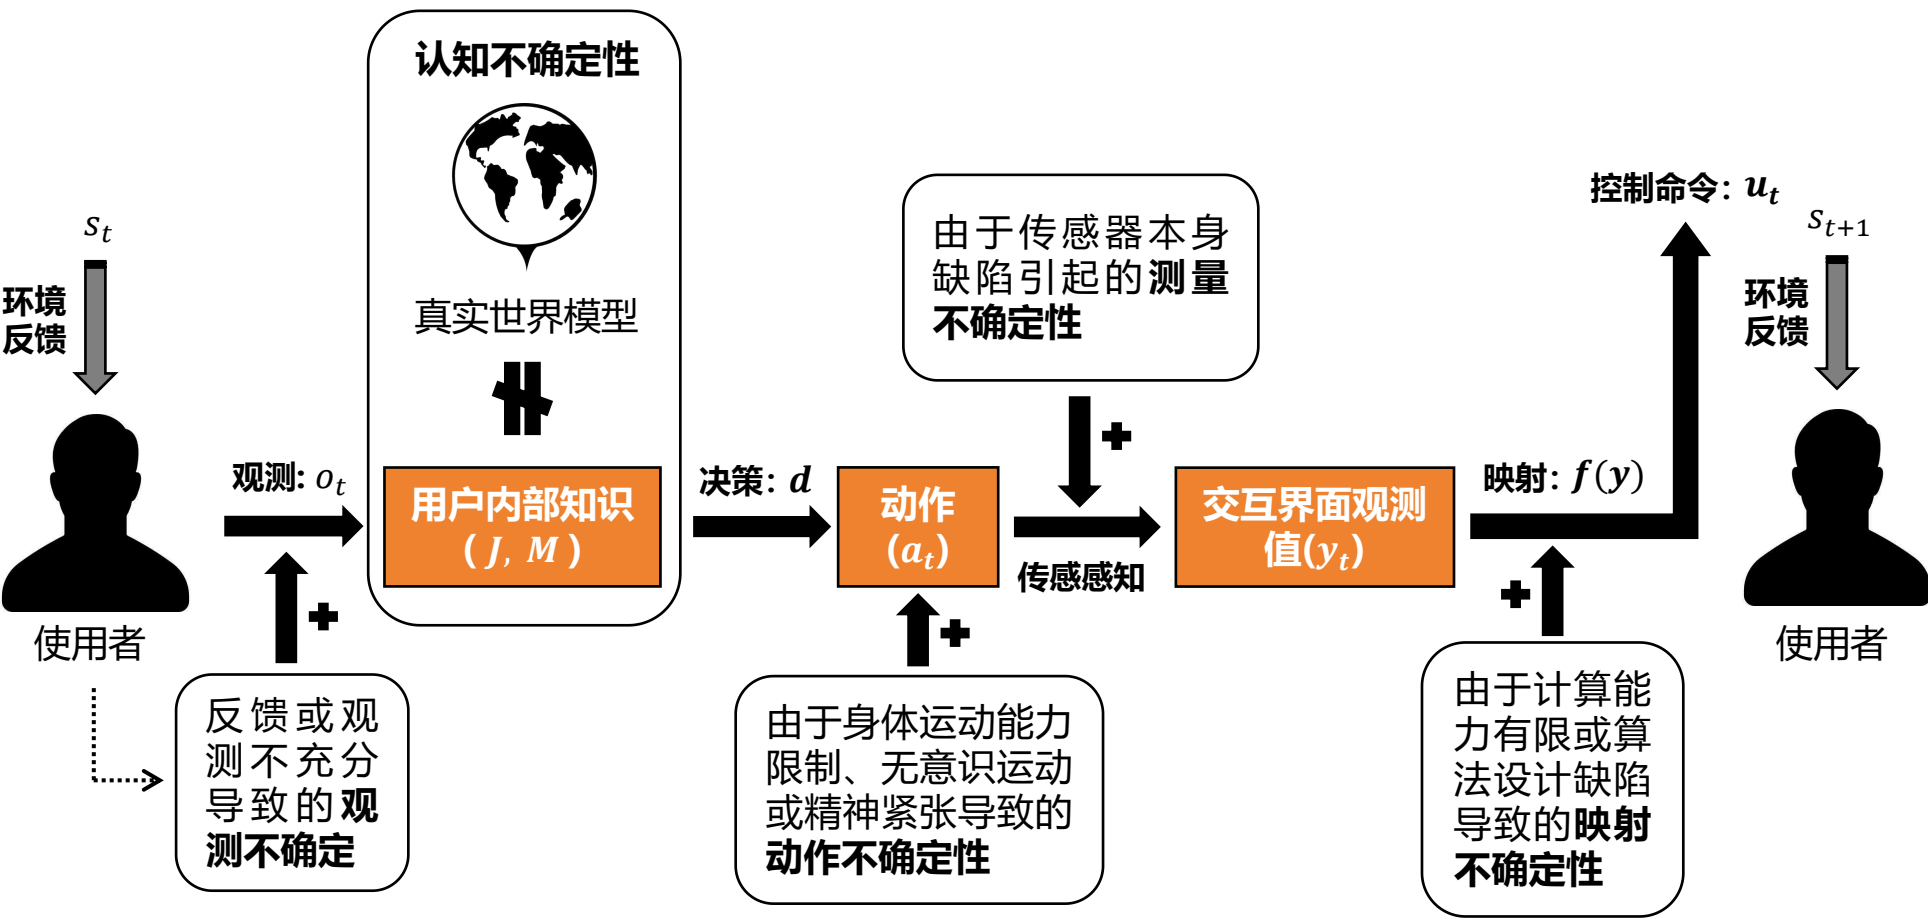 认知不确定性
真实世界模型
s_t
环境
反馈
使用者
观测: o_t
用户内部知识
( J, M )
反馈或观
测不充分
导致的观
测不确定
决策: d
动作
(a_t)
由于身体运动能力
限制、无意识运动
或精神紧张导致的
动作不确定性
由于传感器本身
缺陷引起的测量
不确定性
传感感知
交互界面观测
值(y_t)
映射: f(y)
由于计算能
力有限或算
法设计缺陷
导致的映射
不确定性
控制命令: u_t
s_{t+1}
环境
反馈
使用者